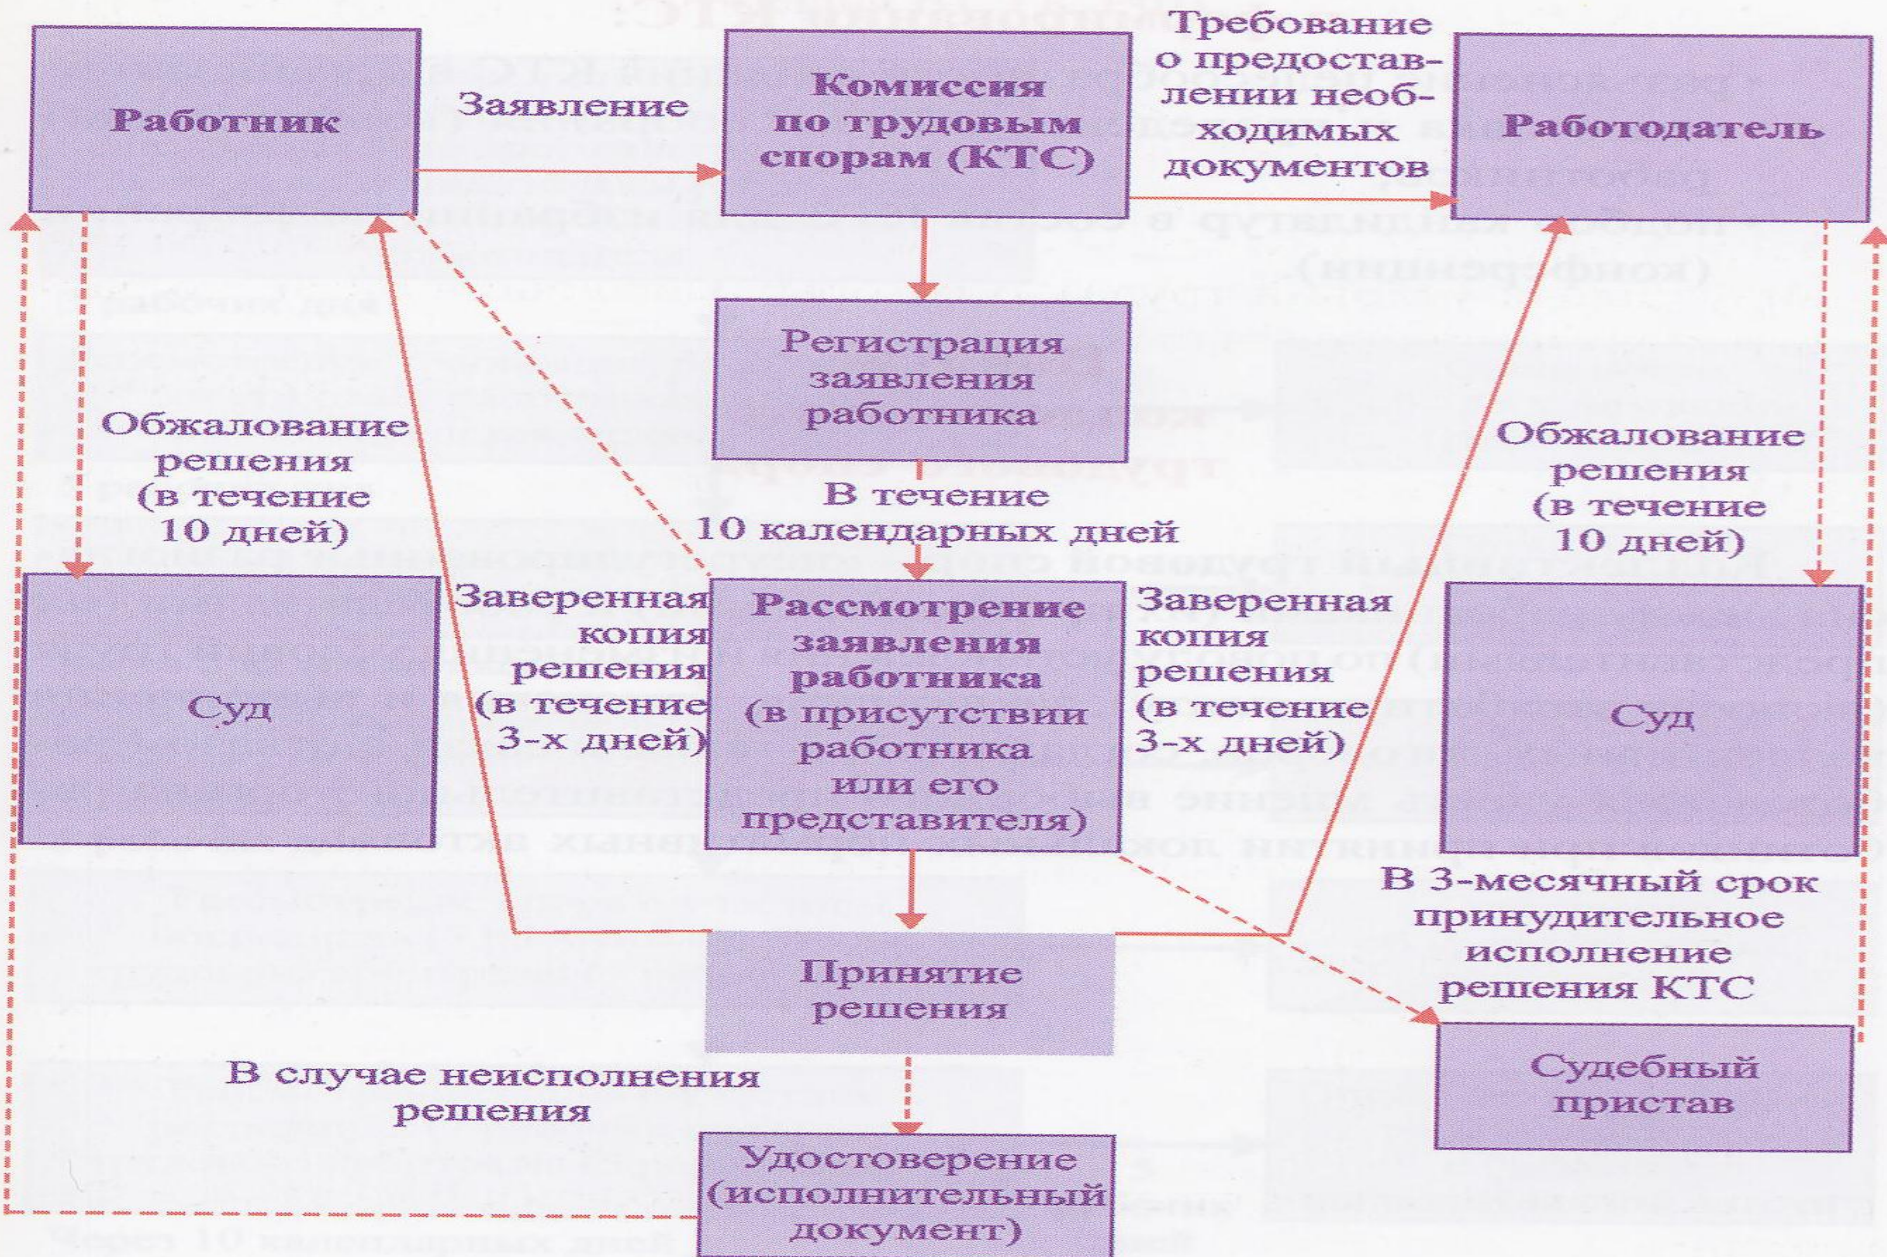 Работник
Заявление
Комиссия
по трудовым
спорам (КТС)
Требование
о предостав-
лении необ-
ходимых
документов
Работодатель
Регистрация
заявления
работника
Обжалование
решения
(в течение
10 дней)
В течение
10 календарных дней
Обжалование
решения
(в течение
10 дней)
Суд
Заверенная
копия
решения
(в течение
3-х дней)
Рассмотрение
заявления
работника
(в присутствии
работника
или его
представителя)
Заверенная
копия
решения
(в течение
3-х дней)
Суд
В 3-месячный срок
принудительное
исполнение
решения КТС
Принятие
решения
Судебный
пристав
В случае неисполнения
решения
Удостоверение
(исполнительный
документ)